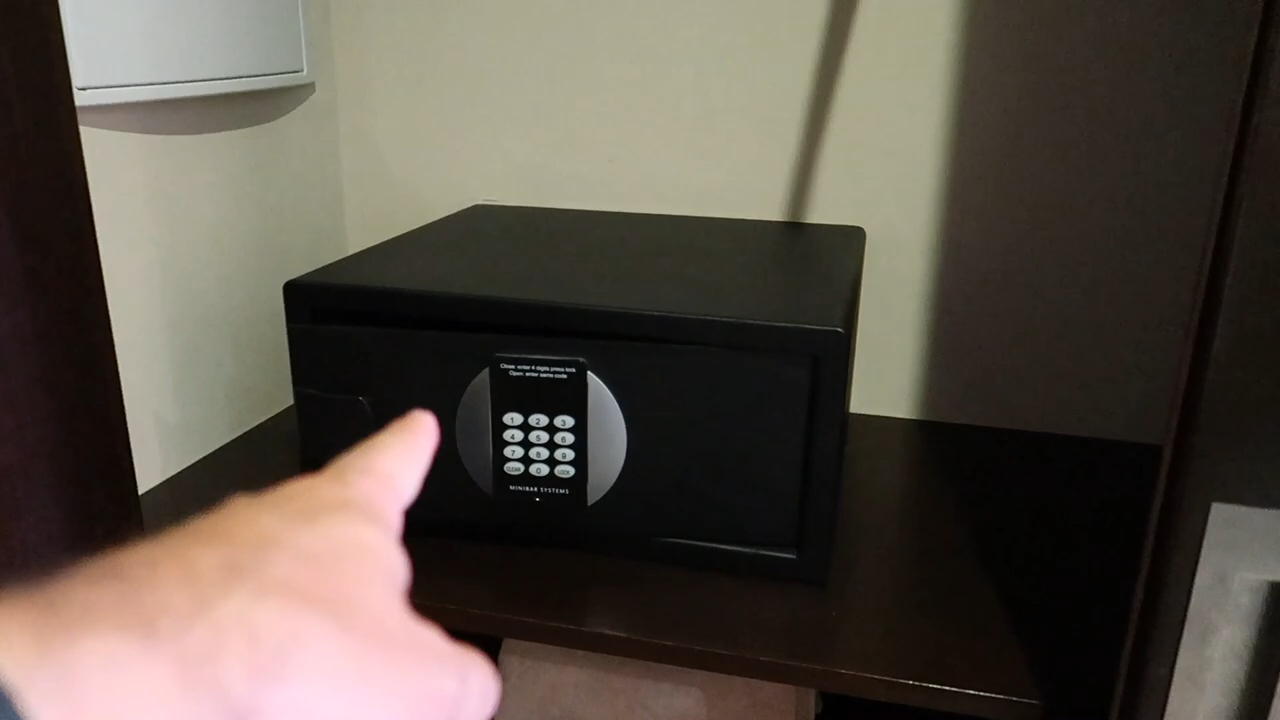 Close: enter 4 digits press lock
Open: enter same code
1 2 3
4 5 6
7 8 9
CLEAR 0 LOCK
MINIBAR SYSTEMS